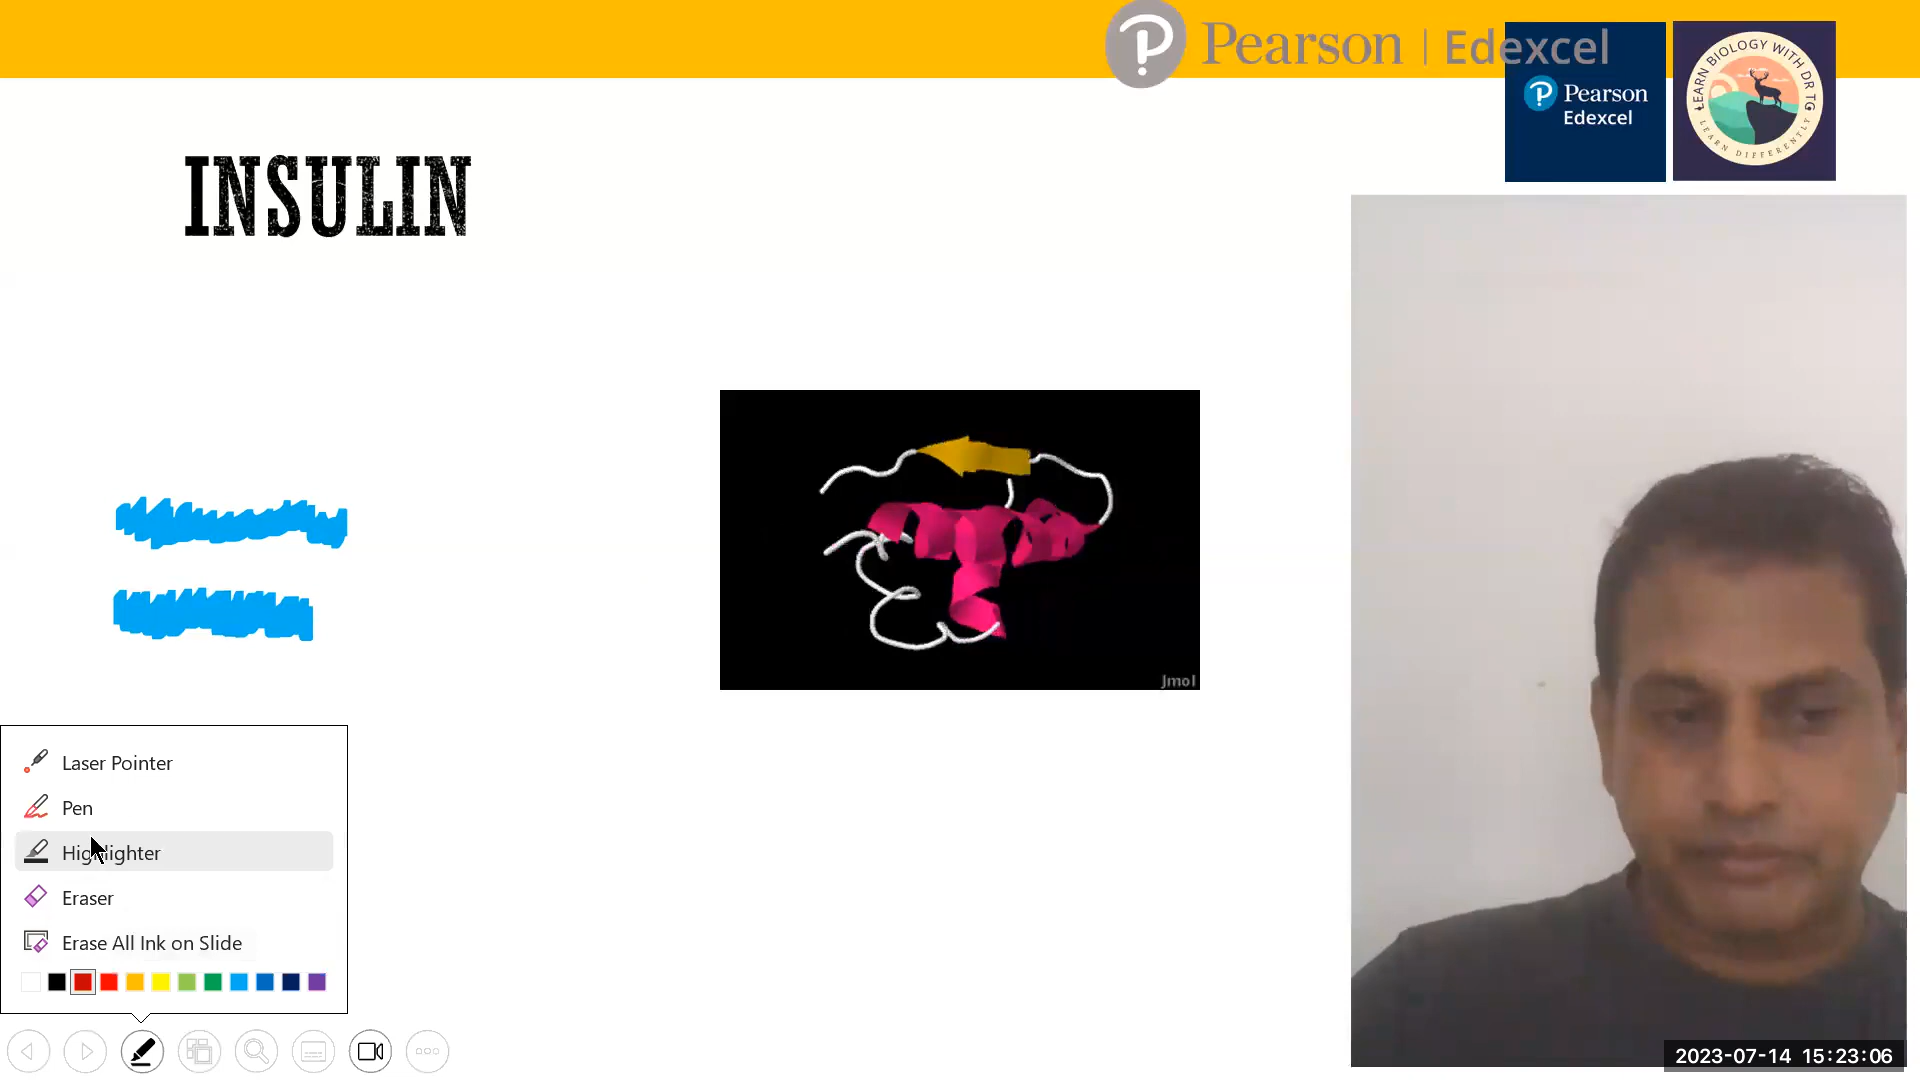 Pearson | Edexcel
Pearson
Edexcel
LEARN BIOLOGY WITH DR TG
LEARN DIFFERENTLY
INSULIN
Jmol
Laser Pointer
Pen
Highlighter
Eraser
Erase All Ink on Slide
2023-07-14 15:23:06